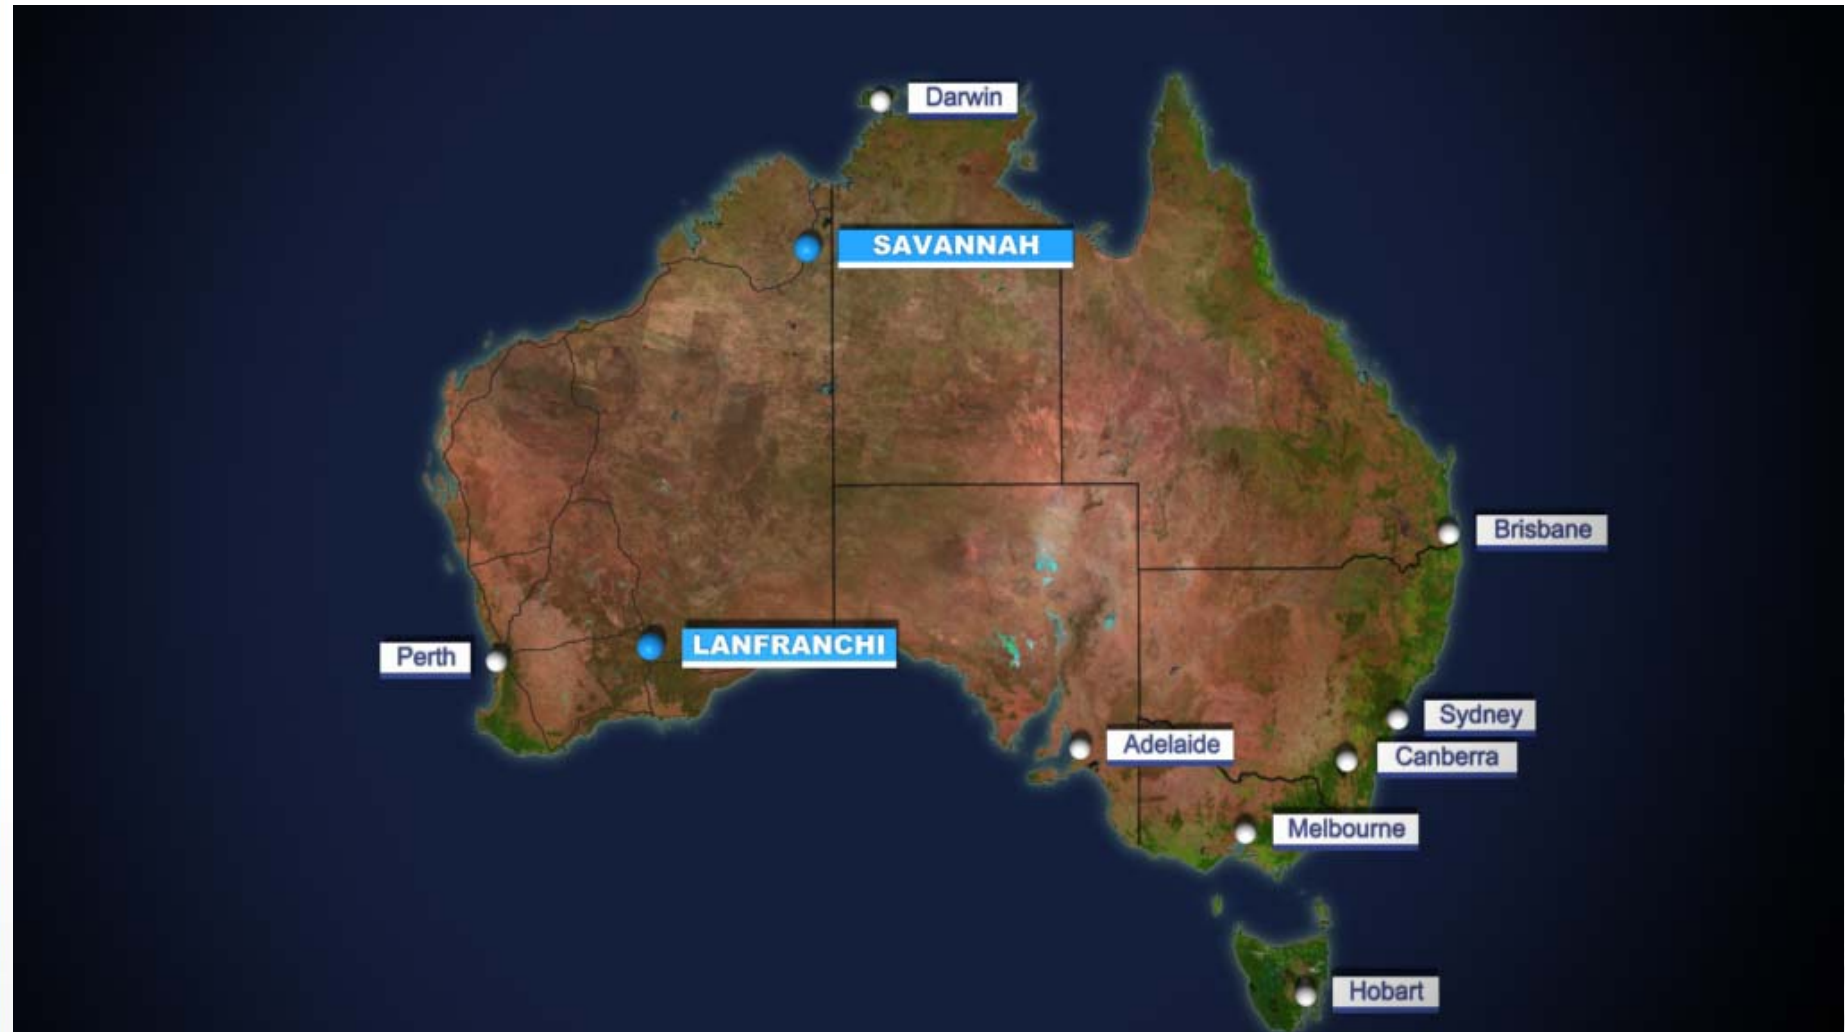 Darwin
SAVANNAH
Brisbane
LANFRANCHI
Perth
Sydney
Adelaide
Canberra
Melbourne
Hobart